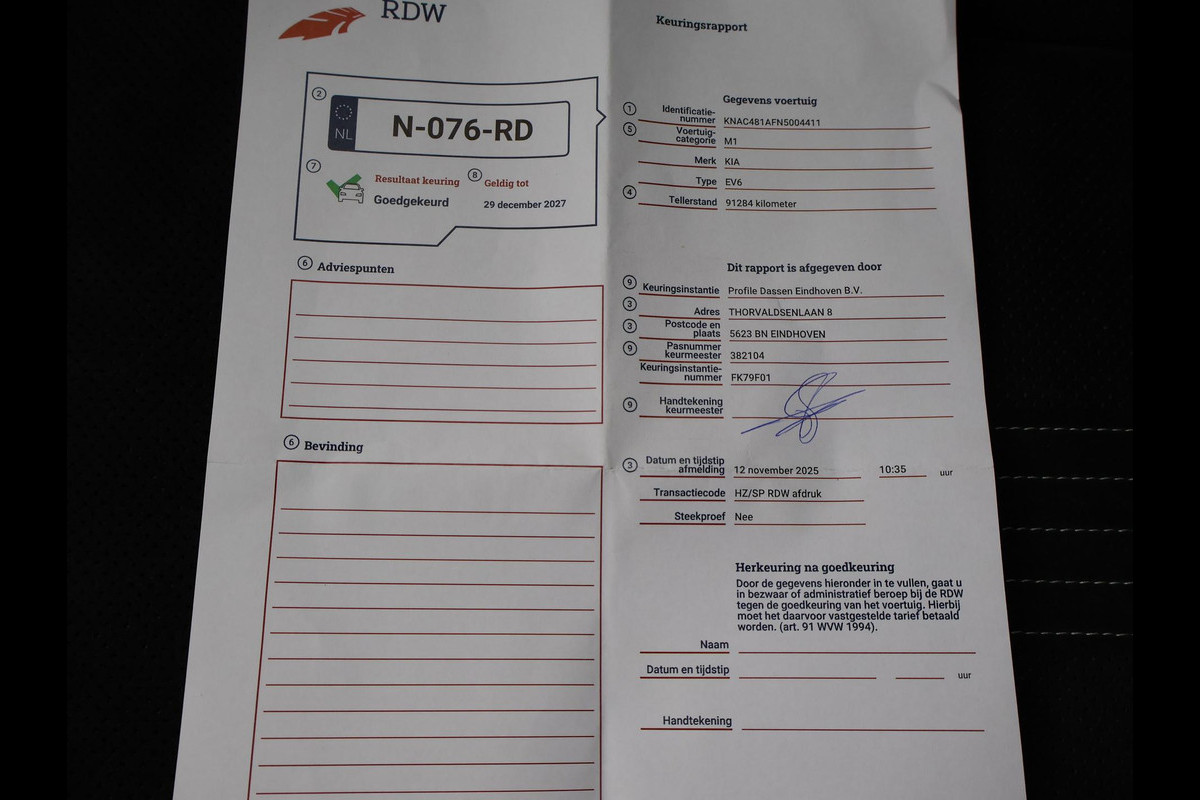 RDW
Keuringsrapport
2
NL
N-076-RD
7
Resultaat keuring
Goedgekeurd
8
Geldig tot
29 december 2027
6 Adviespunten
6 Bevinding
Gegevens voertuig
1 Identificatie-
nummer KNAC481AFN5004411
5 Voertuig-
categorie M1
Merk KIA
Type EV6
4 Tellerstand 91284 kilometer
Dit rapport is afgegeven door
9 Keuringsinstantie Profile Dassen Eindhoven B.V.
3 Adres THORVALDSENLAAN 8
3 Postcode en
plaats 5623 BN EINDHOVEN
9 Pasnummer
keurmeester 382104
Keuringsinstantie-
nummer FK79F01
9 Handtekening
keurmeester
3 Datum en tijdstip
afmelding 12 november 2025 10:35 uur
Transactiecode HZ/SP RDW afdruk
Steekproef Nee
Herkeuring na goedkeuring
Door de gegevens hieronder in te vullen, gaat u
in bezwaar of administratief beroep bij de RDW
tegen de goedkeuring van het voertuig. Hierbij
moet het daarvoor vastgestelde tarief betaald
worden. (art. 91 WVW 1994).
Naam
Datum en tijdstip uur
Handtekening